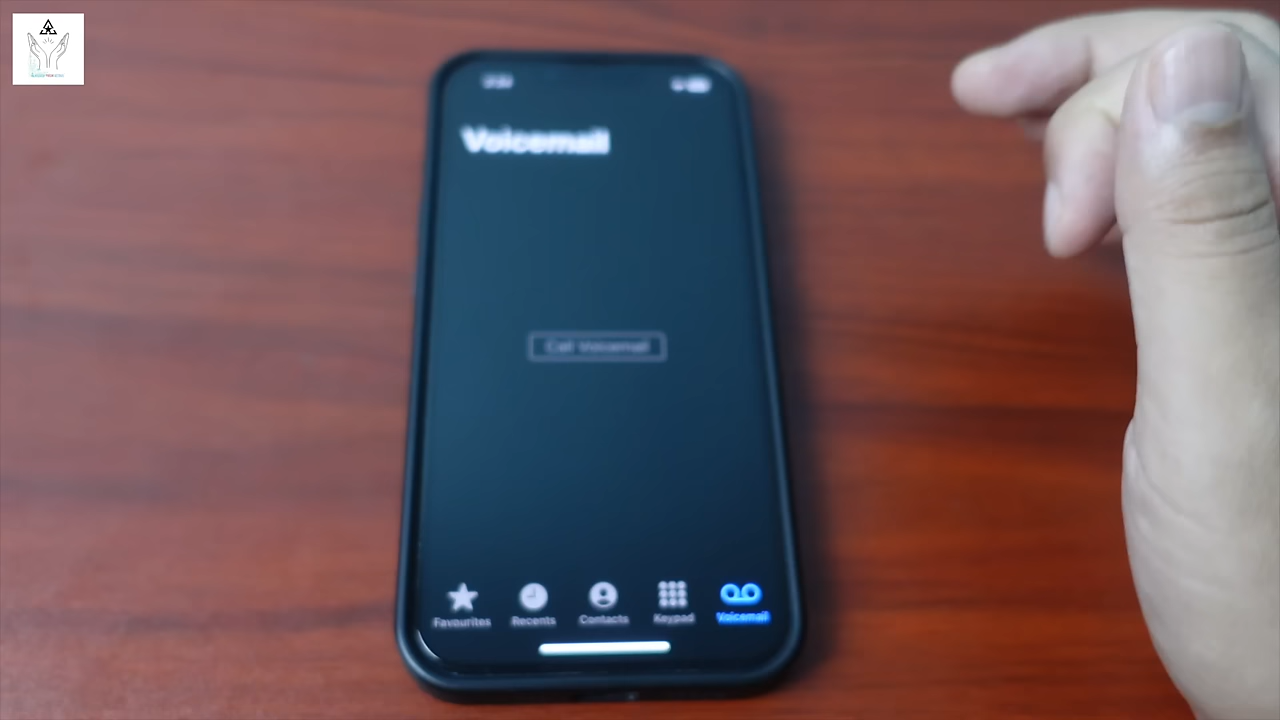 Voicemail
Call Voicemail
Favourites
Recents
Contacts
Keypad
Voicemail